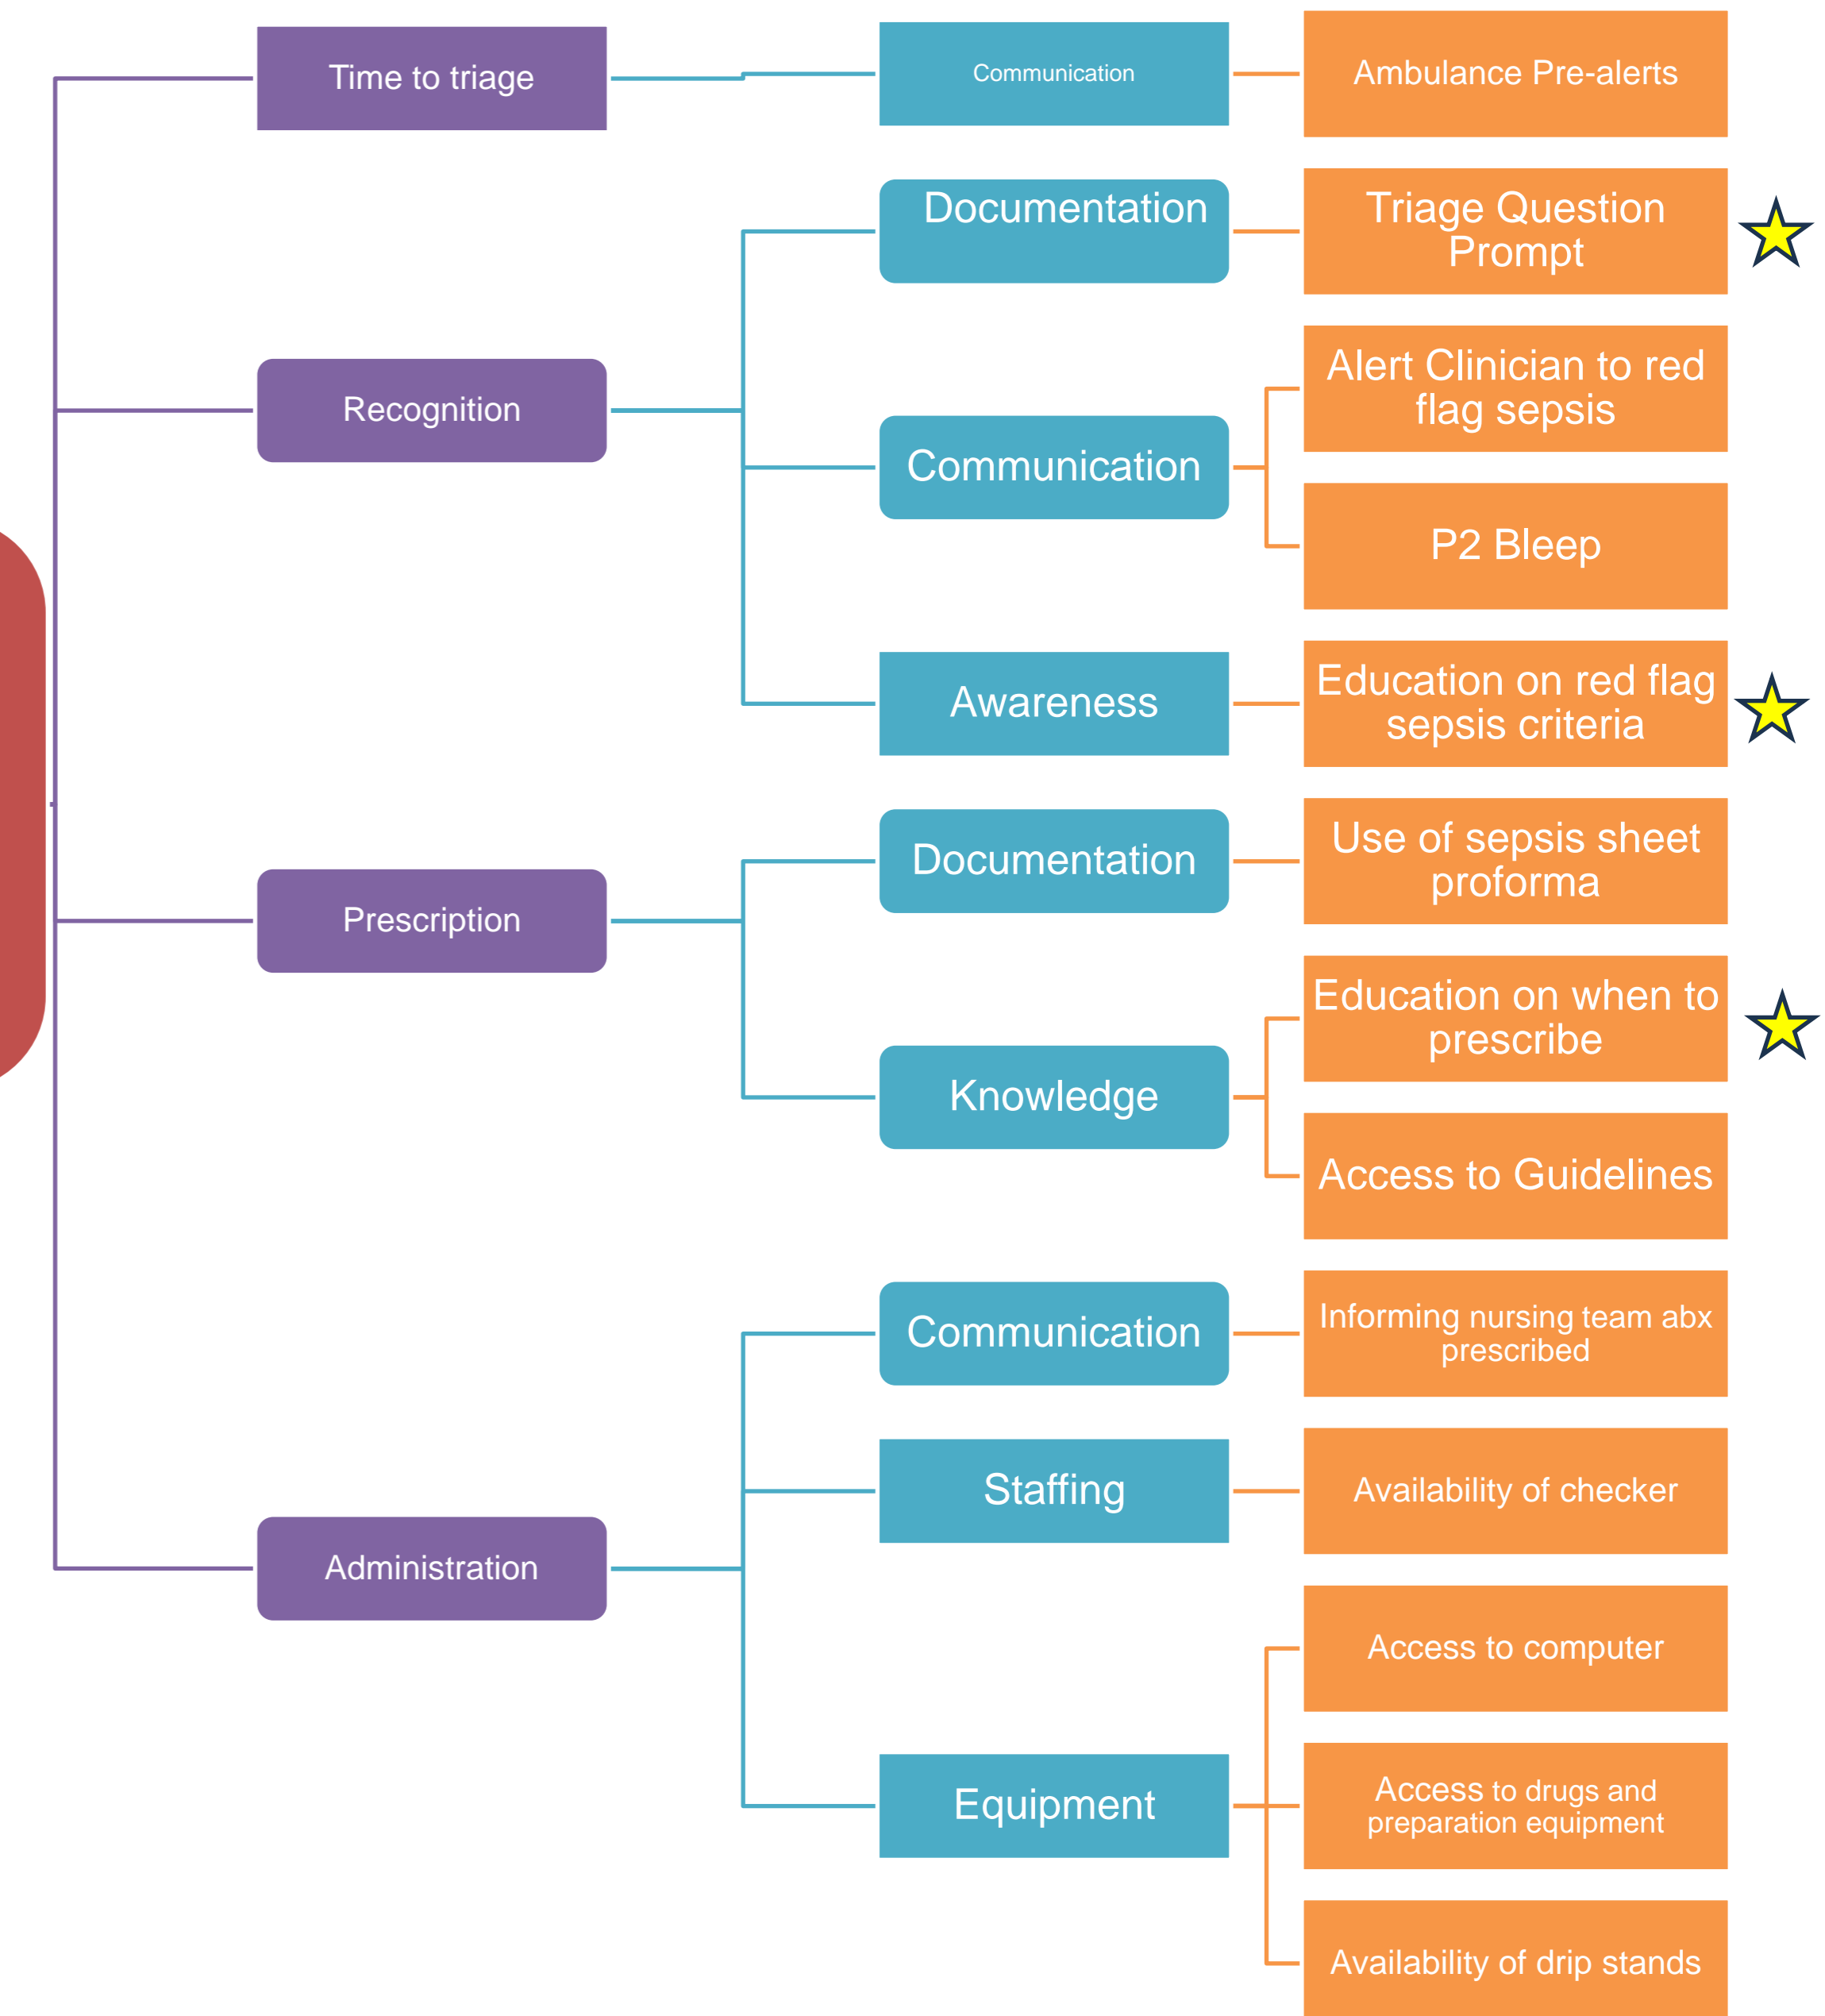 Time to triage
Communication
Ambulance Pre-alerts
Documentation
Triage Question
Prompt
Recognition
Communication
Alert Clinician to red
flag sepsis
P2 Bleep
Awareness
Education on red flag
sepsis criteria
Prescription
Documentation
Use of sepsis sheet
proforma
Knowledge
Education on when to
prescribe
Access to Guidelines
Administration
Communication
Informing nursing team abx
prescribed
Staffing
Availability of checker
Equipment
Access to computer
Access to drugs and
preparation equipment
Availability of drip stands